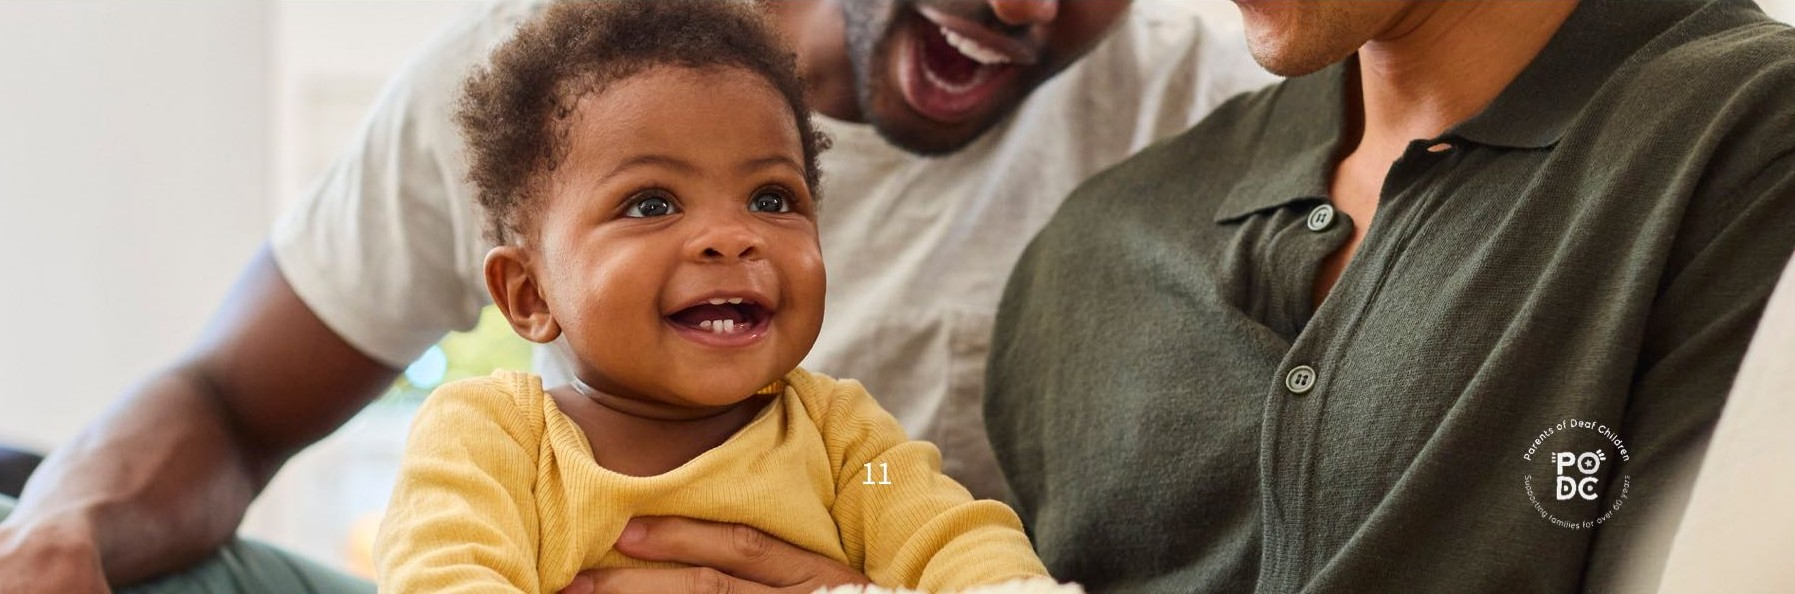 11
Parents of Deaf Children
PO
DC
Supporting families for over 60 years